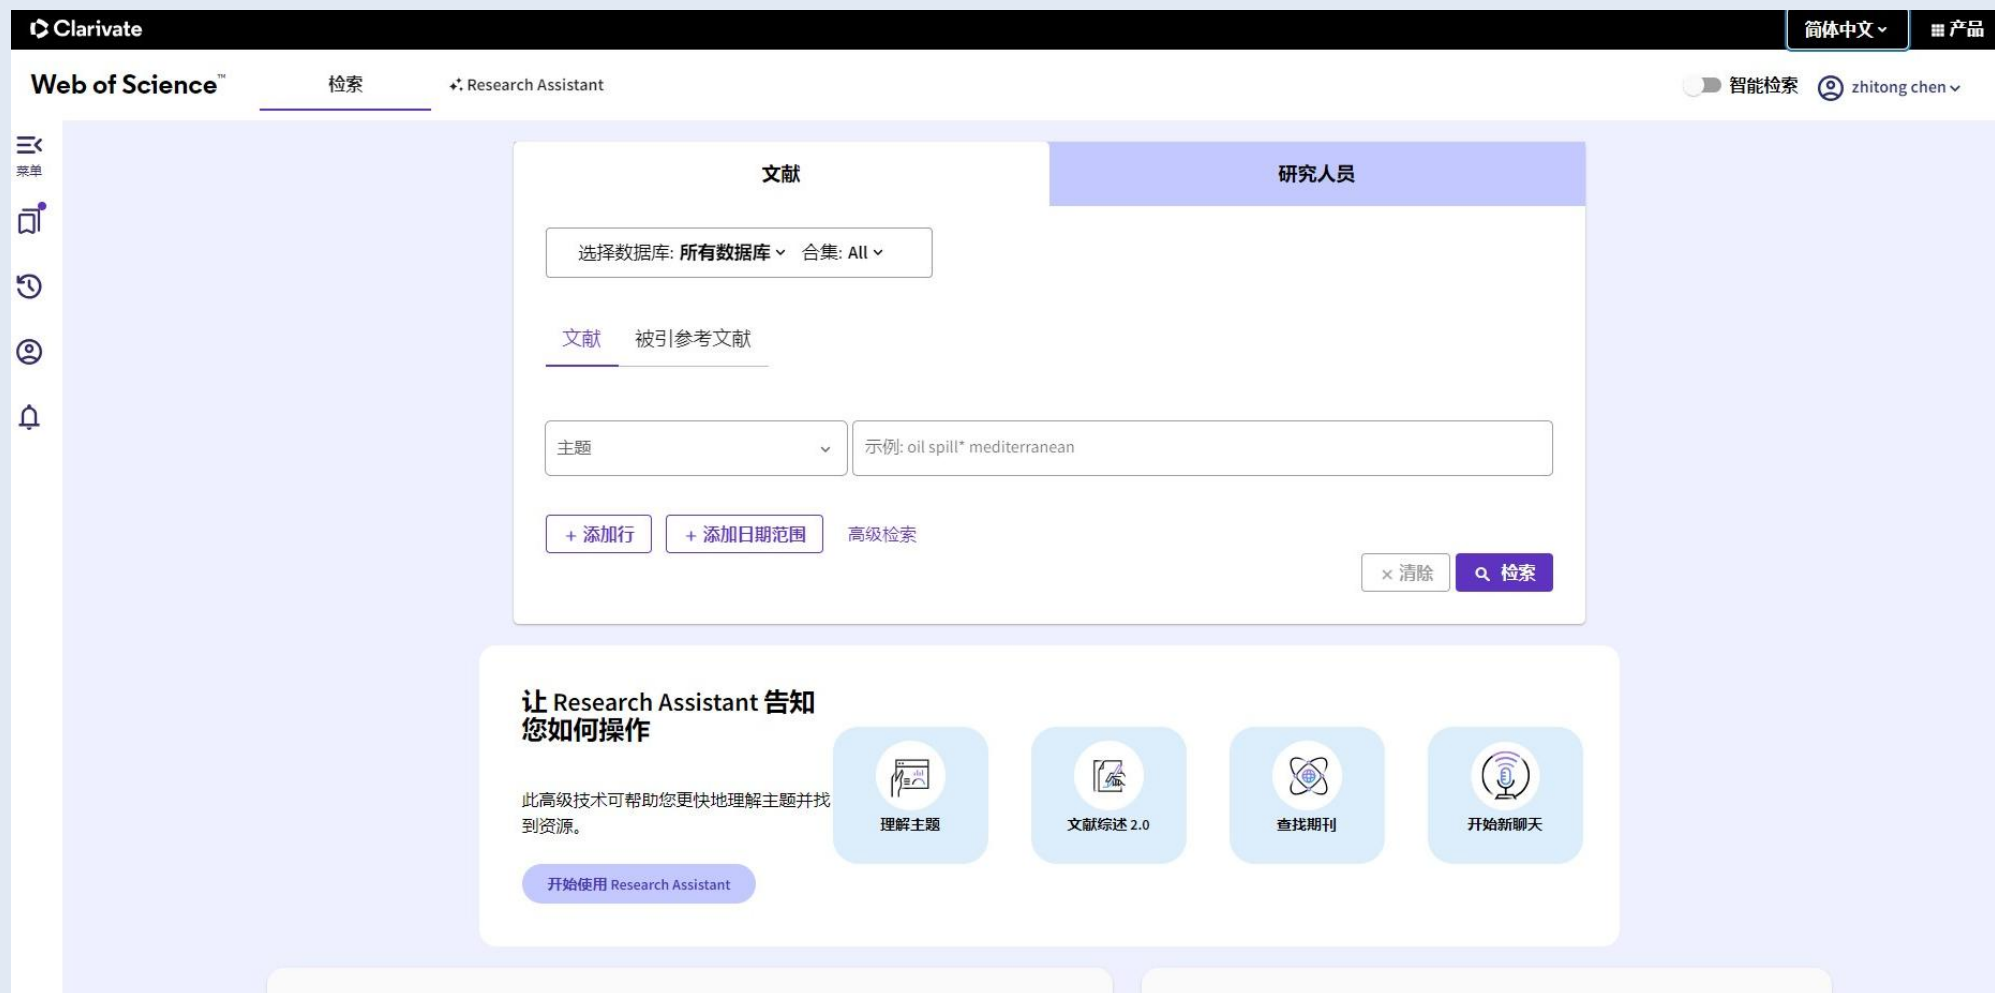 Clarivate
简体中文
产品
Web of Science™
检索
Research Assistant
智能检索
zhitong chen
菜单
文献
研究人员
选择数据库: 所有数据库 合集: All
文献
被引参考文献
主题
示例: oil spill* mediterranean
+ 添加行
+ 添加日期范围
高级检索
× 清除
检索
让 Research Assistant 告知
您如何操作
此高级技术可帮助您更快地理解主题并找
到资源。
开始使用 Research Assistant
理解主题
文献综述 2.0
查找期刊
开始新聊天